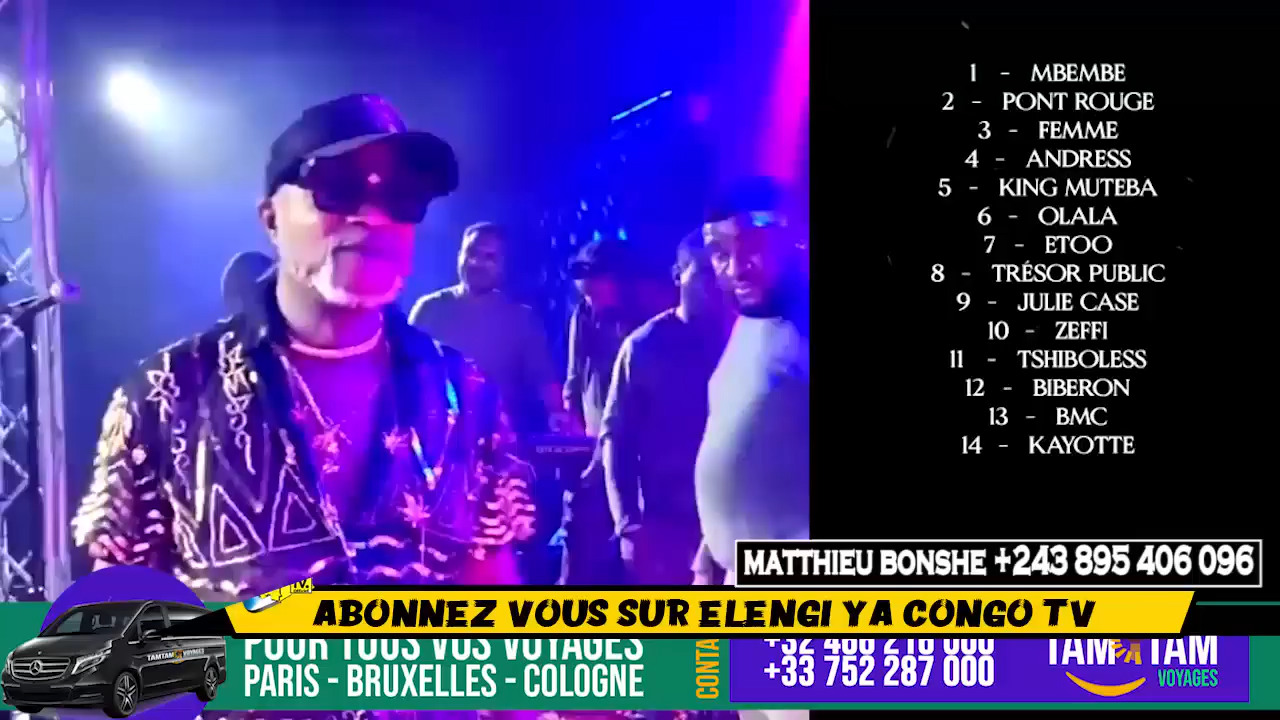 1 - MBEMBE
2 - PONT ROUGE
3 - FEMME
4 - ANDRESS
5 - KING MUTEBA
6 - OLALA
7 - ETOO
8 - TRÉSOR PUBLIC
9 - JULIE CASE
10 - ZEFFI
11 - TSHIBOLESS
12 - BIBERON
13 - BMC
14 - KAYOTTE
MATTHIEU BONSHE +243 895 406 096
ABONNEZ VOUS SUR ELENGI YA CONGO TV
POUR TOUS VOS VOYAGES
PARIS - BRUXELLES - COLOGNE
CONTA
+33 752 287 000
TAM TAM
VOYAGES
TAMTAM